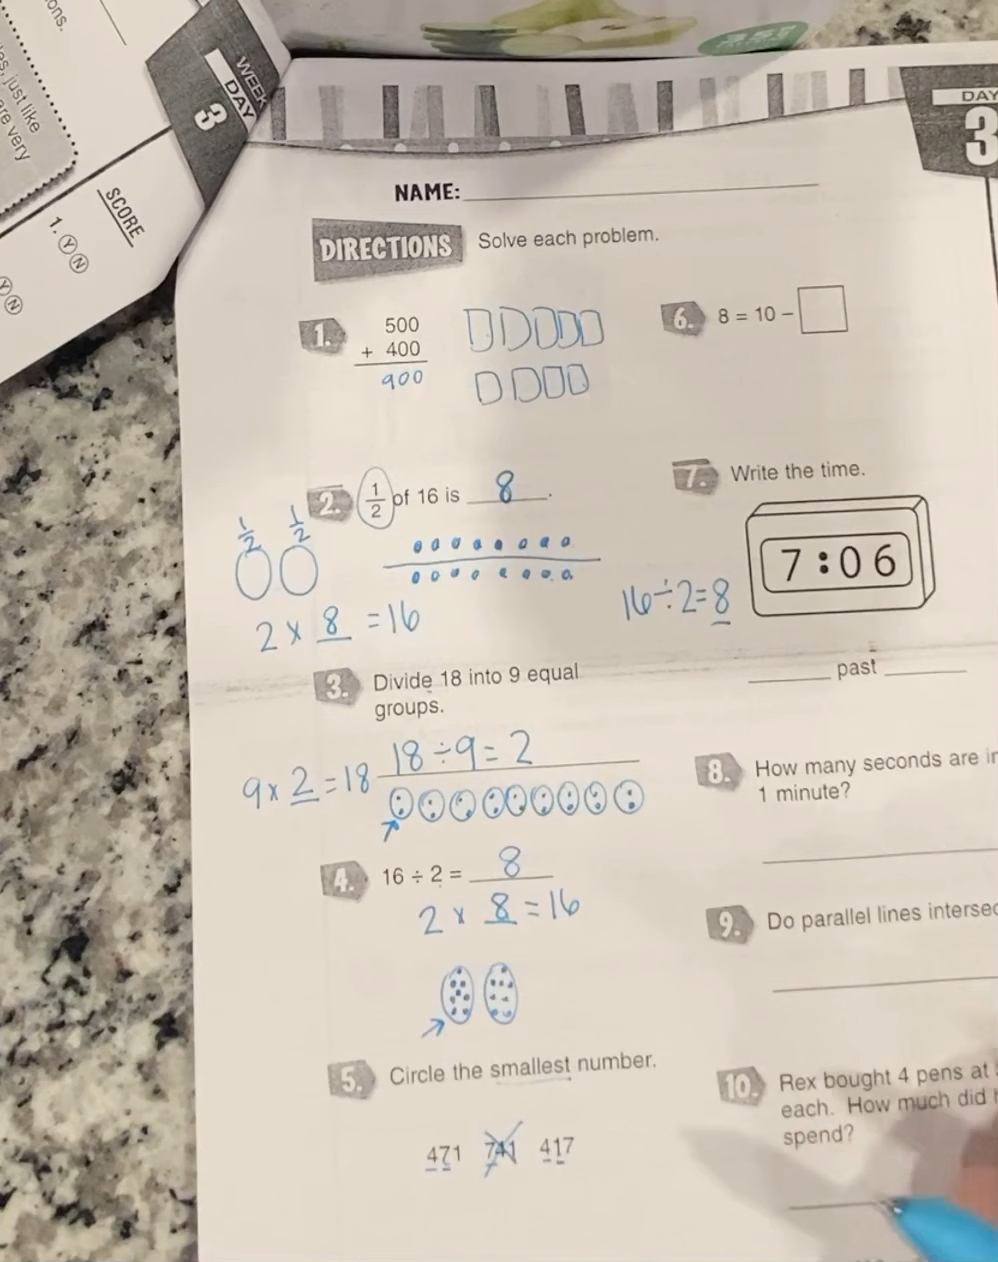 ons.
es, just like
re very
WEEK
DAY
3
SCORE
1. Y N
Y N
DAY
3
NAME:
DIRECTIONS Solve each problem.
1. 500
+ 400
900
2. 1/2 of 16 is 8.
1/2 1/2
2 × 8 = 16
3. Divide 18 into 9 equal
groups.
18 ÷ 9 = 2
9 × 2 = 18
4. 16 ÷ 2 = 8
2 × 8 = 16
5. Circle the smallest number.
471 741 417
6. 8 = 10 −
7. Write the time.
7:06
16 ÷ 2 = 8
past
8. How many seconds are in
1 minute?
9. Do parallel lines intersec
10. Rex bought 4 pens at
each. How much did
spend?